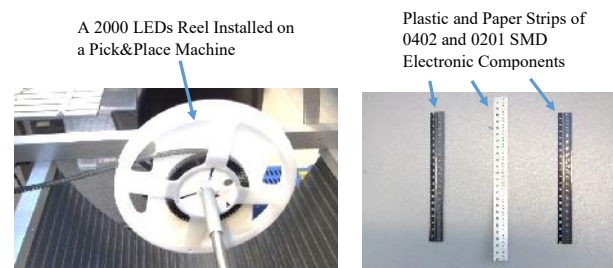 A 2000 LEDs Reel Installed on
a Pick&Place Machine
Plastic and Paper Strips of
0402 and 0201 SMD
Electronic Components